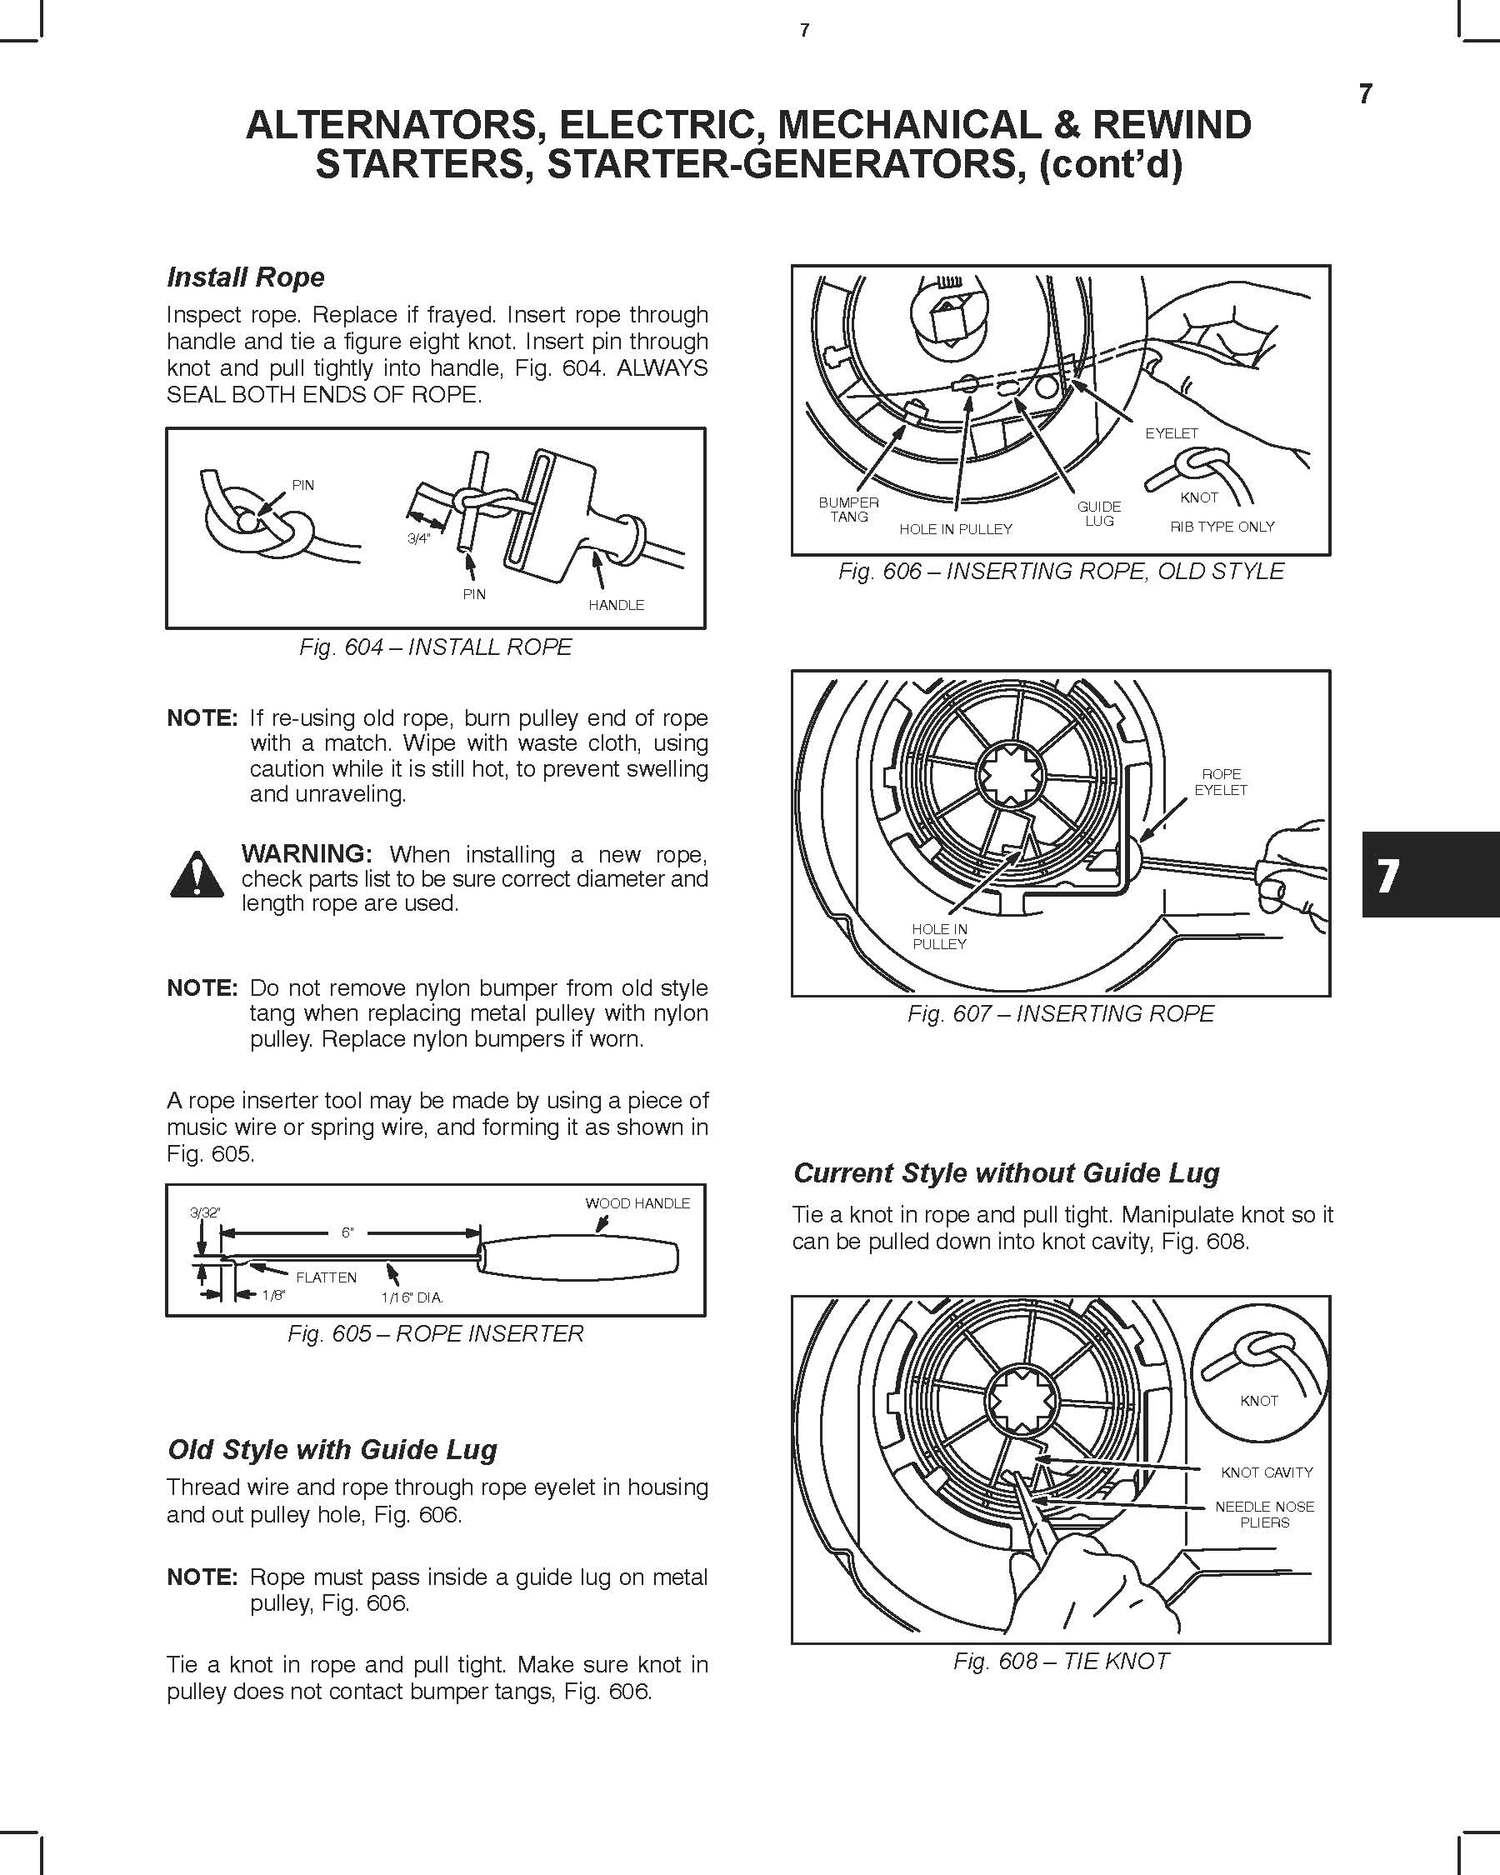 7
7
ALTERNATORS, ELECTRIC, MECHANICAL & REWIND
STARTERS, STARTER-GENERATORS, (cont’d)
Install Rope
Inspect rope. Replace if frayed. Insert rope through
handle and tie a figure eight knot. Insert pin through
knot and pull tightly into handle, Fig. 604. ALWAYS
SEAL BOTH ENDS OF ROPE.
PIN
3/4"
PIN
HANDLE
Fig. 604 – INSTALL ROPE
NOTE: If re-using old rope, burn pulley end of rope
with a match. Wipe with waste cloth, using
caution while it is still hot, to prevent swelling
and unraveling.
WARNING: When installing a new rope,
check parts list to be sure correct diameter and
length rope are used.
NOTE: Do not remove nylon bumper from old style
tang when replacing metal pulley with nylon
pulley. Replace nylon bumpers if worn.
A rope inserter tool may be made by using a piece of
music wire or spring wire, and forming it as shown in
Fig. 605.
3/32"
6"
WOOD HANDLE
FLATTEN
1/8"
1/16" DIA.
Fig. 605 – ROPE INSERTER
Old Style with Guide Lug
Thread wire and rope through rope eyelet in housing
and out pulley hole, Fig. 606.
NOTE: Rope must pass inside a guide lug on metal
pulley, Fig. 606.
Tie a knot in rope and pull tight. Make sure knot in
pulley does not contact bumper tangs, Fig. 606.
EYELET
BUMPER
TANG
HOLE IN PULLEY
GUIDE
LUG
KNOT
RIB TYPE ONLY
Fig. 606 – INSERTING ROPE, OLD STYLE
ROPE
EYELET
HOLE IN
PULLEY
Fig. 607 – INSERTING ROPE
7
Current Style without Guide Lug
Tie a knot in rope and pull tight. Manipulate knot so it
can be pulled down into knot cavity, Fig. 608.
KNOT
KNOT CAVITY
NEEDLE NOSE
PLIERS
Fig. 608 – TIE KNOT